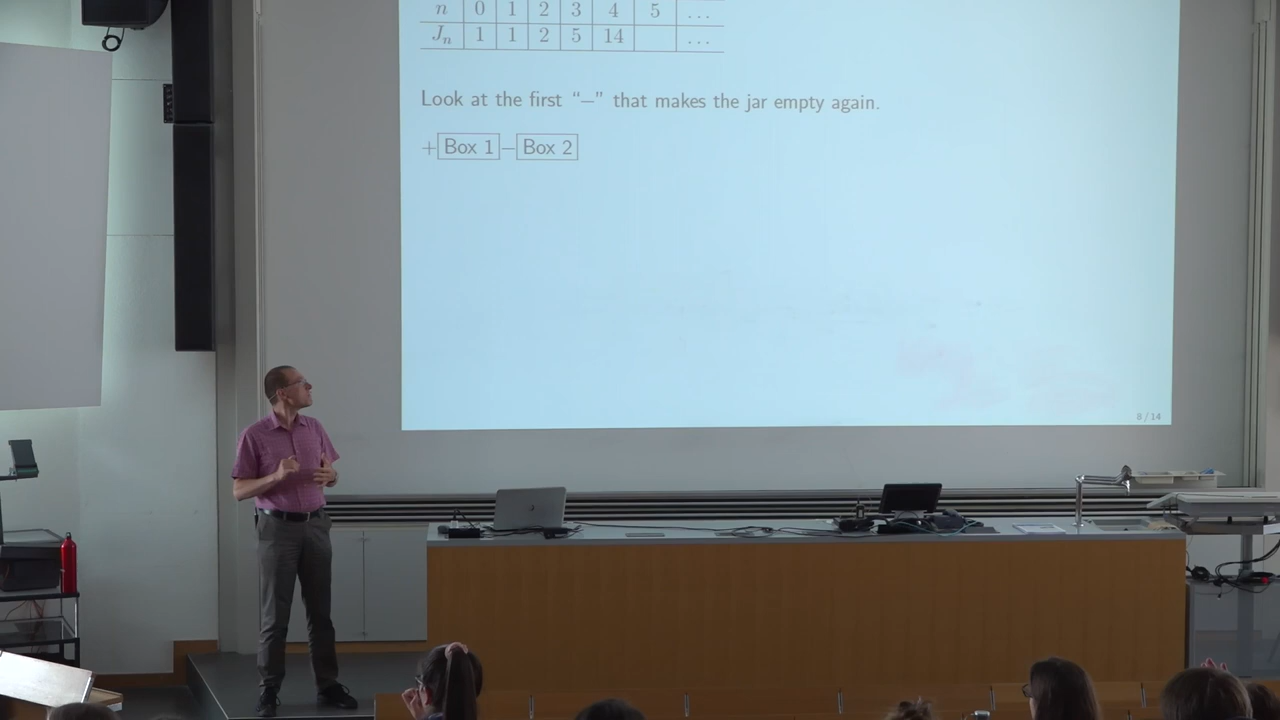 n 0 1 2 3 4 5 ...
Jn 1 1 2 5 14 ...
Look at the first “−” that makes the jar empty again.
+ Box 1 − Box 2
8 / 14